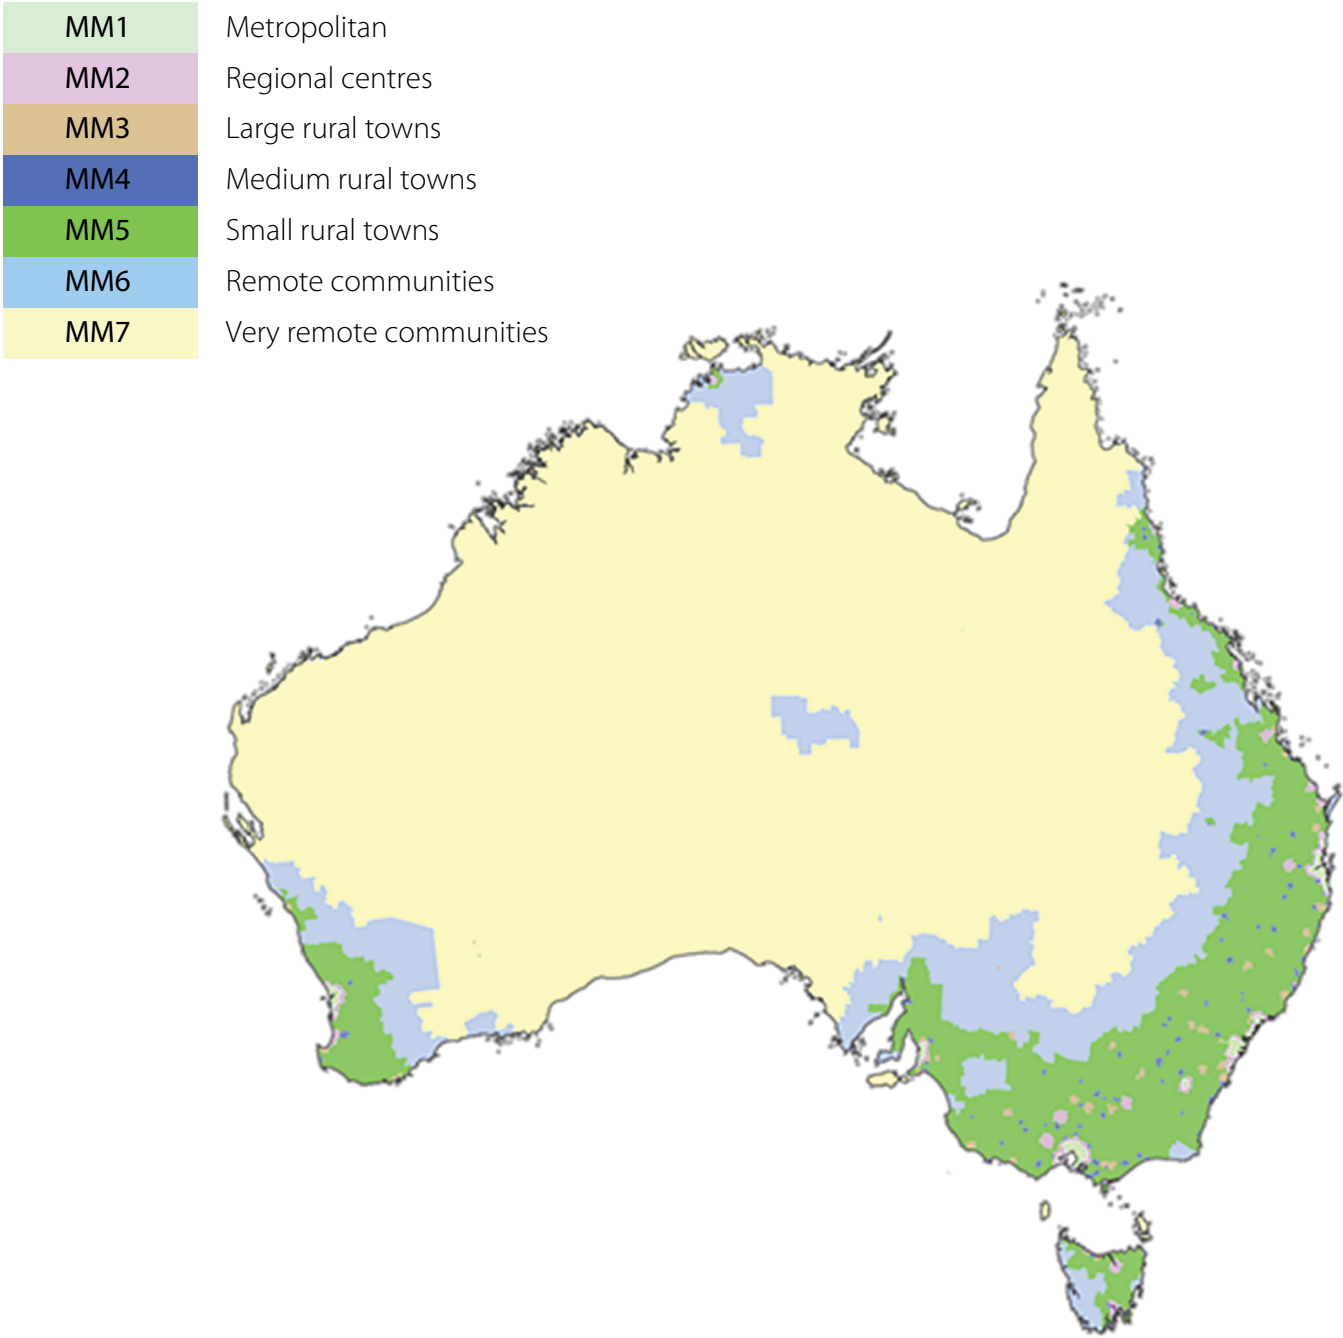 MM1 Metropolitan
MM2 Regional centres
MM3 Large rural towns
MM4 Medium rural towns
MM5 Small rural towns
MM6 Remote communities
MM7 Very remote communities